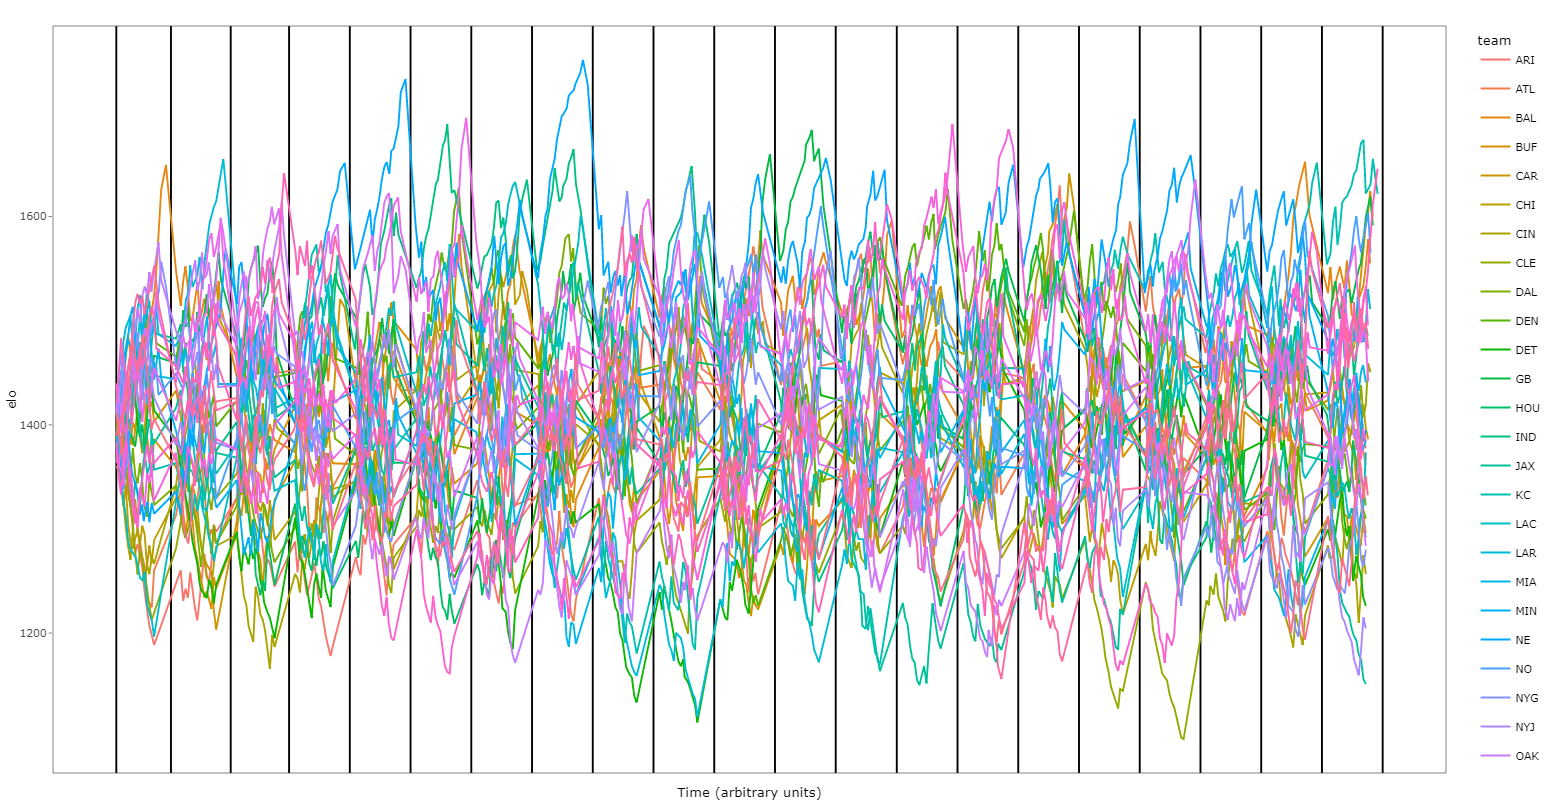 team
ARI
ATL
BAL
BUF
CAR
CHI
CIN
CLE
DAL
DEN
DET
GB
HOU
IND
JAX
KC
LAC
LAR
MIA
MIN
NE
NO
NYG
NYJ
OAK
1600
1400
1200
elo
Time (arbitrary units)